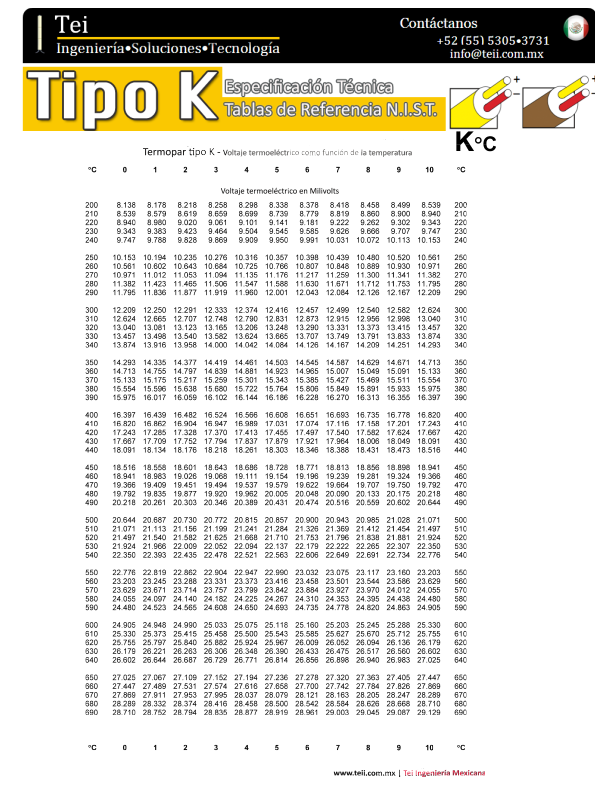 Tei
Ingeniería•Soluciones•Tecnología
Contáctanos
+52 (55) 5305•3731
info@teii.com.mx
Tipo K
Especificación Técnica
Tablas de Referencia N.I.S.T.
+
-
+
-
K°C
Termopar tipo K - Voltaje termoeléctrico como función de la temperatura
°C 0 1 2 3 4 5 6 7 8 9 10 °C
Voltaje termoeléctrico en Milivolts
200 8.138 8.178 8.218 8.258 8.298 8.338 8.378 8.418 8.458 8.499 8.539 200
210 8.539 8.579 8.619 8.659 8.699 8.739 8.779 8.819 8.860 8.900 8.940 210
220 8.940 8.980 9.020 9.061 9.101 9.141 9.181 9.222 9.262 9.302 9.343 220
230 9.343 9.383 9.423 9.464 9.504 9.545 9.585 9.626 9.666 9.707 9.747 230
240 9.747 9.788 9.828 9.869 9.909 9.950 9.991 10.031 10.072 10.113 10.153 240
250 10.153 10.194 10.235 10.276 10.316 10.357 10.398 10.439 10.480 10.520 10.561 250
260 10.561 10.602 10.643 10.684 10.725 10.766 10.807 10.848 10.889 10.930 10.971 260
270 10.971 11.012 11.053 11.094 11.135 11.176 11.217 11.259 11.300 11.341 11.382 270
280 11.382 11.423 11.465 11.506 11.547 11.588 11.630 11.671 11.712 11.753 11.795 280
290 11.795 11.836 11.877 11.919 11.960 12.001 12.043 12.084 12.126 12.167 12.209 290
300 12.209 12.250 12.291 12.333 12.374 12.416 12.457 12.499 12.540 12.582 12.624 300
310 12.624 12.665 12.707 12.748 12.790 12.831 12.873 12.915 12.956 12.998 13.040 310
320 13.040 13.081 13.123 13.165 13.206 13.248 13.290 13.331 13.373 13.415 13.457 320
330 13.457 13.498 13.540 13.582 13.624 13.665 13.707 13.749 13.791 13.833 13.874 330
340 13.874 13.916 13.958 14.000 14.042 14.084 14.126 14.167 14.209 14.251 14.293 340
350 14.293 14.335 14.377 14.419 14.461 14.503 14.545 14.587 14.629 14.671 14.713 350
360 14.713 14.755 14.797 14.839 14.881 14.923 14.965 15.007 15.049 15.091 15.133 360
370 15.133 15.175 15.217 15.259 15.301 15.343 15.385 15.427 15.469 15.511 15.554 370
380 15.554 15.596 15.638 15.680 15.722 15.764 15.806 15.849 15.891 15.933 15.975 380
390 15.975 16.017 16.059 16.102 16.144 16.186 16.228 16.270 16.313 16.355 16.397 390
400 16.397 16.439 16.482 16.524 16.566 16.608 16.651 16.693 16.735 16.778 16.820 400
410 16.820 16.862 16.904 16.947 16.989 17.031 17.074 17.116 17.158 17.201 17.243 410
420 17.243 17.285 17.328 17.370 17.413 17.455 17.497 17.540 17.582 17.624 17.667 420
430 17.667 17.709 17.752 17.794 17.837 17.879 17.921 17.964 18.006 18.049 18.091 430
440 18.091 18.134 18.176 18.218 18.261 18.303 18.346 18.388 18.431 18.473 18.516 440
450 18.516 18.558 18.601 18.643 18.686 18.728 18.771 18.813 18.856 18.898 18.941 450
460 18.941 18.983 19.026 19.068 19.111 19.154 19.196 19.239 19.281 19.324 19.366 460
470 19.366 19.409 19.451 19.494 19.537 19.579 19.622 19.664 19.707 19.750 19.792 470
480 19.792 19.835 19.877 19.920 19.962 20.005 20.048 20.090 20.133 20.175 20.218 480
490 20.218 20.261 20.303 20.346 20.389 20.431 20.474 20.516 20.559 20.602 20.644 490
500 20.644 20.687 20.730 20.772 20.815 20.857 20.900 20.943 20.985 21.028 21.071 500
510 21.071 21.113 21.156 21.199 21.241 21.284 21.326 21.369 21.412 21.454 21.497 510
520 21.497 21.540 21.582 21.625 21.668 21.710 21.753 21.796 21.838 21.881 21.924 520
530 21.924 21.966 22.009 22.052 22.094 22.137 22.179 22.222 22.265 22.307 22.350 530
540 22.350 22.393 22.435 22.478 22.521 22.563 22.606 22.649 22.691 22.734 22.776 540
550 22.776 22.819 22.862 22.904 22.947 22.990 23.032 23.075 23.117 23.160 23.203 550
560 23.203 23.245 23.288 23.331 23.373 23.416 23.458 23.501 23.544 23.586 23.629 560
570 23.629 23.671 23.714 23.757 23.799 23.842 23.884 23.927 23.970 24.012 24.055 570
580 24.055 24.097 24.140 24.182 24.225 24.267 24.310 24.353 24.395 24.438 24.480 580
590 24.480 24.523 24.565 24.608 24.650 24.693 24.735 24.778 24.820 24.863 24.905 590
600 24.905 24.948 24.990 25.033 25.075 25.118 25.160 25.203 25.245 25.288 25.330 600
610 25.330 25.373 25.415 25.458 25.500 25.543 25.585 25.627 25.670 25.712 25.755 610
620 25.755 25.797 25.840 25.882 25.924 25.967 26.009 26.052 26.094 26.136 26.179 620
630 26.179 26.221 26.263 26.306 26.348 26.390 26.433 26.475 26.517 26.560 26.602 630
640 26.602 26.644 26.687 26.729 26.771 26.814 26.856 26.898 26.940 26.983 27.025 640
650 27.025 27.067 27.109 27.152 27.194 27.236 27.278 27.320 27.363 27.405 27.447 650
660 27.447 27.489 27.531 27.574 27.616 27.658 27.700 27.742 27.784 27.826 27.869 660
670 27.869 27.911 27.953 27.995 28.037 28.079 28.121 28.163 28.205 28.247 28.289 670
680 28.289 28.332 28.374 28.416 28.458 28.500 28.542 28.584 28.626 28.668 28.710 680
690 28.710 28.752 28.794 28.835 28.877 28.919 28.961 29.003 29.045 29.087 29.129 690
°C 0 1 2 3 4 5 6 7 8 9 10 °C
www.teii.com.mx | Tei Ingeniería Mexicana